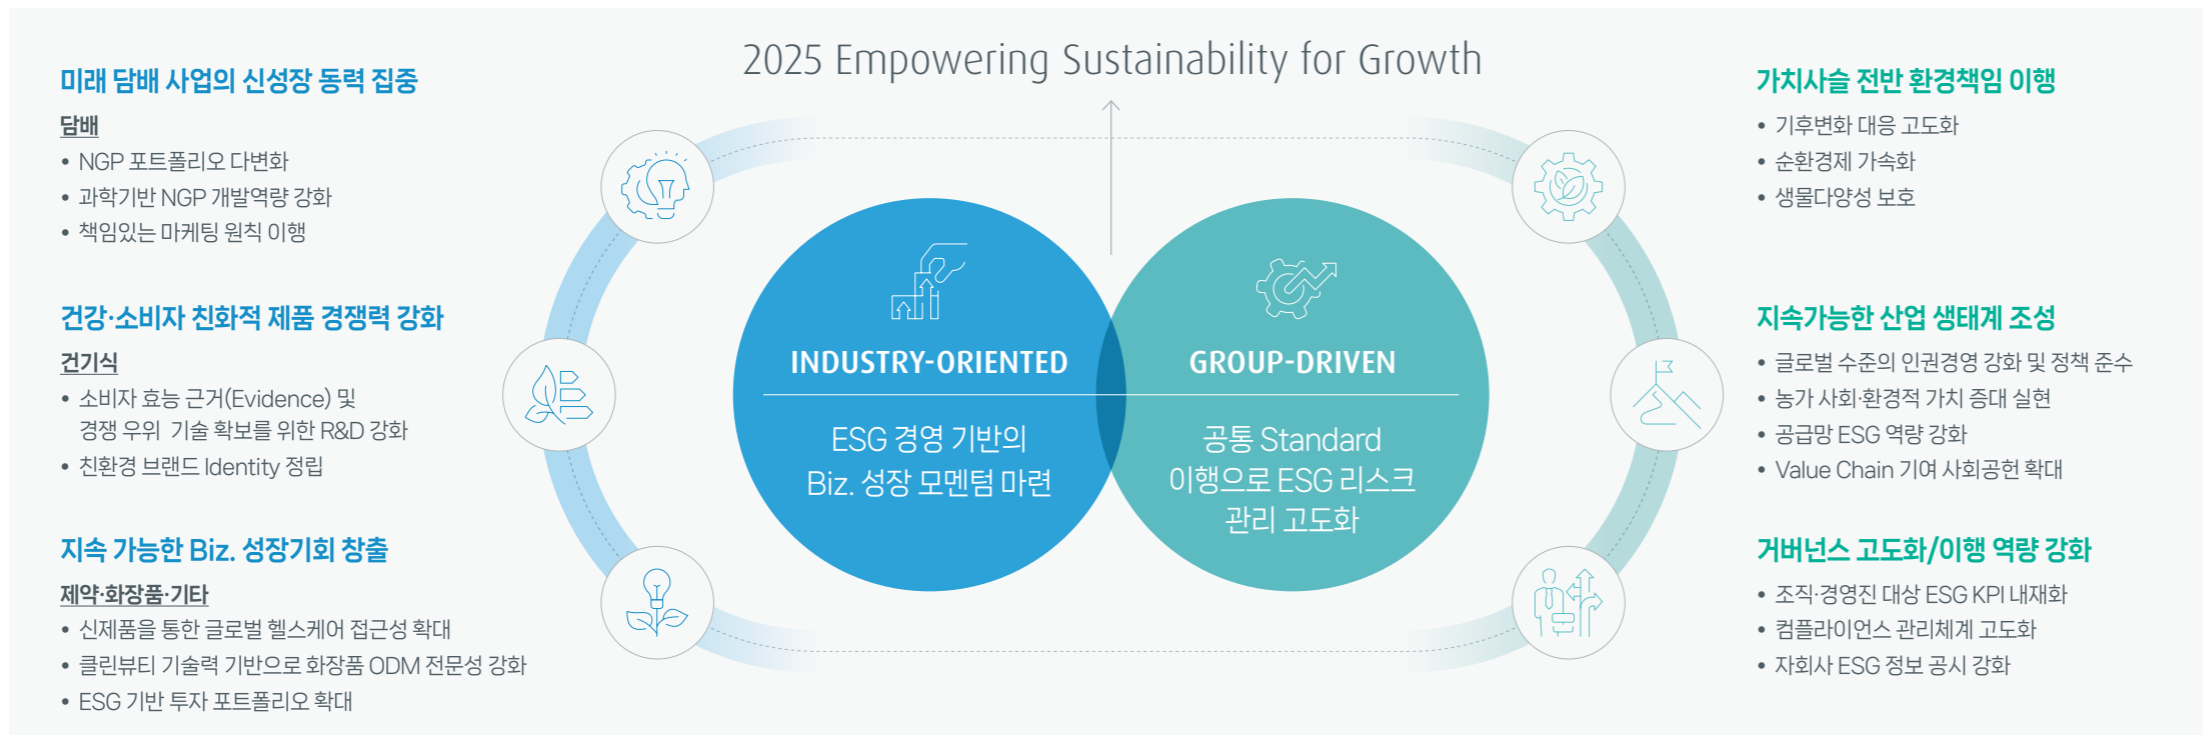 2025 Empowering Sustainability for Growth
미래 담배 사업의 신성장 동력 집중
담배
• NGP 포트폴리오 다변화
• 과학기반 NGP 개발역량 강화
• 책임있는 마케팅 원칙 이행
건강·소비자 친화적 제품 경쟁력 강화
건기식
• 소비자 효능 근거(Evidence) 및
경쟁 우위 기술 확보를 위한 R&D 강화
• 친환경 브랜드 Identity 정립
지속 가능한 Biz. 성장기회 창출
제약·화장품·기타
• 신제품을 통한 글로벌 헬스케어 접근성 확대
• 클린뷰티 기술력 기반으로 화장품 ODM 전문성 강화
• ESG 기반 투자 포트폴리오 확대
INDUSTRY-ORIENTED
ESG 경영 기반의
Biz. 성장 모멘텀 마련
GROUP-DRIVEN
공통 Standard
이행으로 ESG 리스크
관리 고도화
가치사슬 전반 환경책임 이행
• 기후변화 대응 고도화
• 순환경제 가속화
• 생물다양성 보호
지속가능한 산업 생태계 조성
• 글로벌 수준의 인권경영 강화 및 정책 준수
• 농가 사회·환경적 가치 증대 실현
• 공급망 ESG 역량 강화
• Value Chain 기여 사회공헌 확대
거버넌스 고도화/이행 역량 강화
• 조직·경영진 대상 ESG KPI 내재화
• 컴플라이언스 관리체계 고도화
• 자회사 ESG 정보 공시 강화